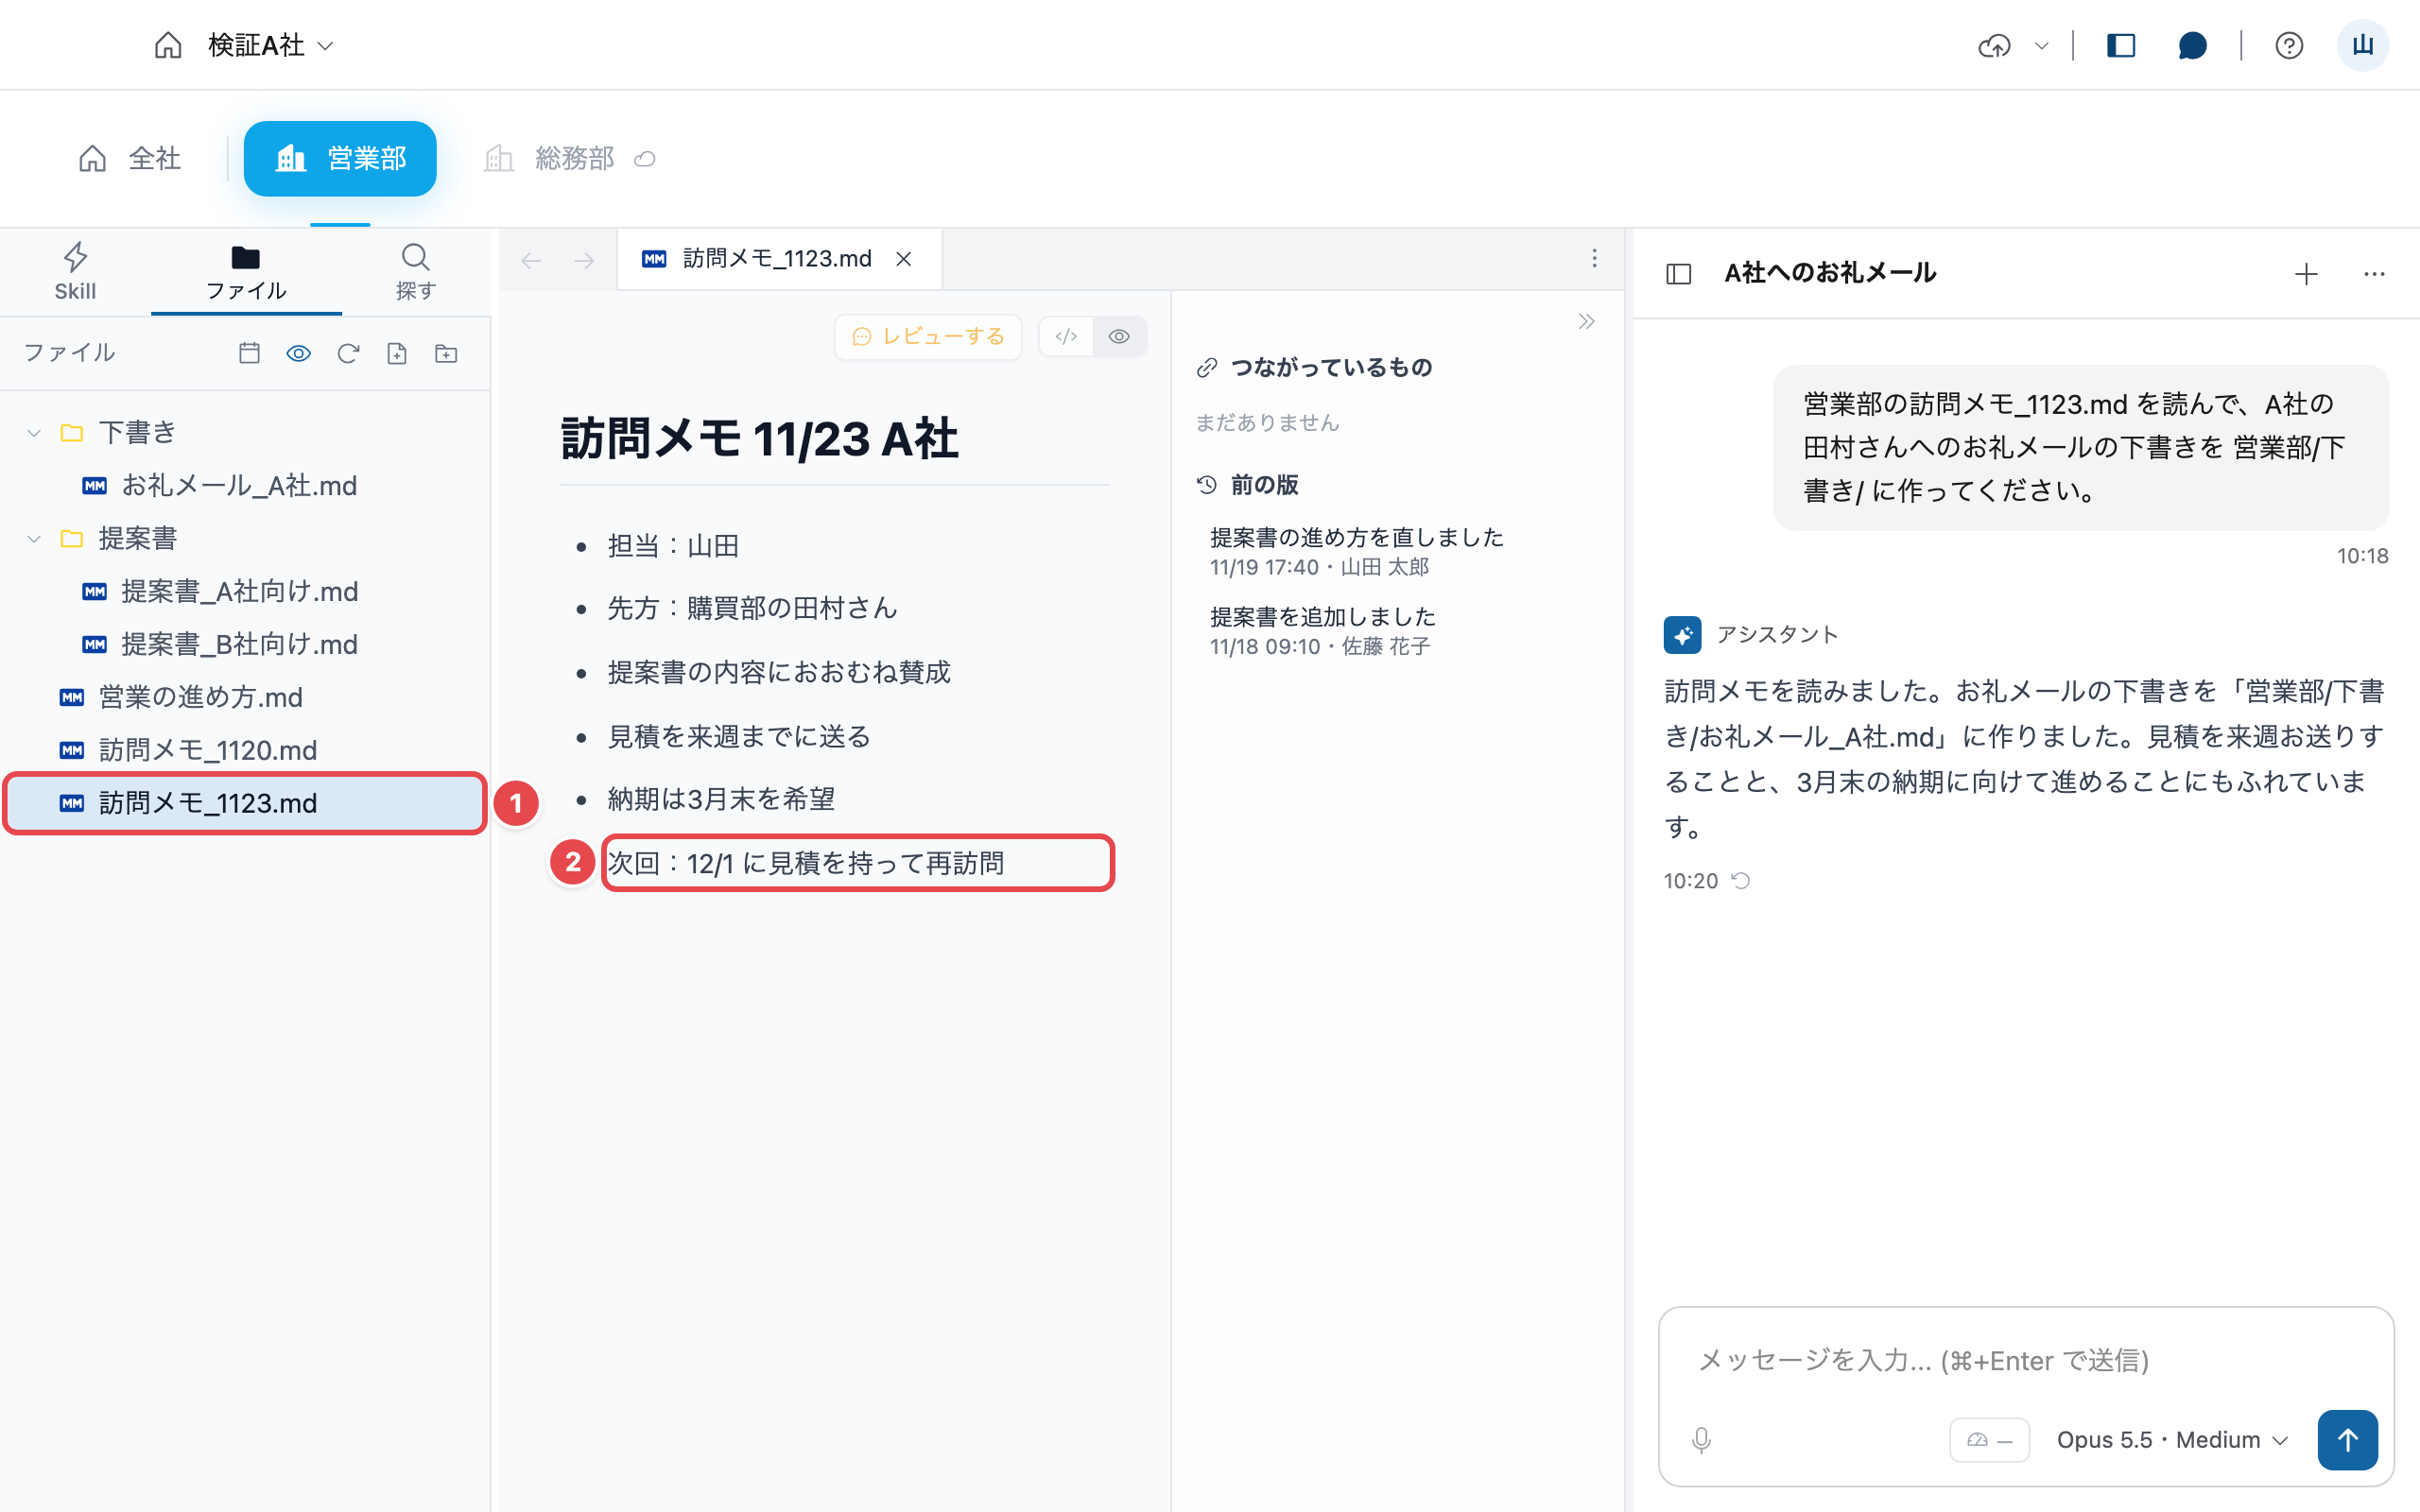 検証A社
山
全社
営業部
総務部
Skill
ファイル
探す
ファイル
下書き
お礼メール_A社.md
提案書
提案書_A社向け.md
提案書_B社向け.md
営業の進め方.md
訪問メモ_1120.md
訪問メモ_1123.md
1
訪問メモ_1123.md
レビューする
</>
訪問メモ 11/23 A社
担当：山田
先方：購買部の田村さん
提案書の内容におおむね賛成
見積を来週までに送る
納期は3月末を希望
2
次回：12/1 に見積を持って再訪問
つながっているもの
まだありません
前の版
提案書の進め方を直しました
11/19 17:40・山田 太郎
提案書を追加しました
11/18 09:10・佐藤 花子
A社へのお礼メール
営業部の訪問メモ_1123.md を読んで、A社の
田村さんへのお礼メールの下書きを 営業部/下
書き/ に作ってください。
10:18
アシスタント
訪問メモを読みました。お礼メールの下書きを「営業部/下書
き/お礼メール_A社.md」に作りました。見積を来週お送りす
ることと、3月末の納期に向けて進めることにもふれていま
す。
10:20
メッセージを入力... (⌘+Enter で送信)
—
Opus 5.5・Medium